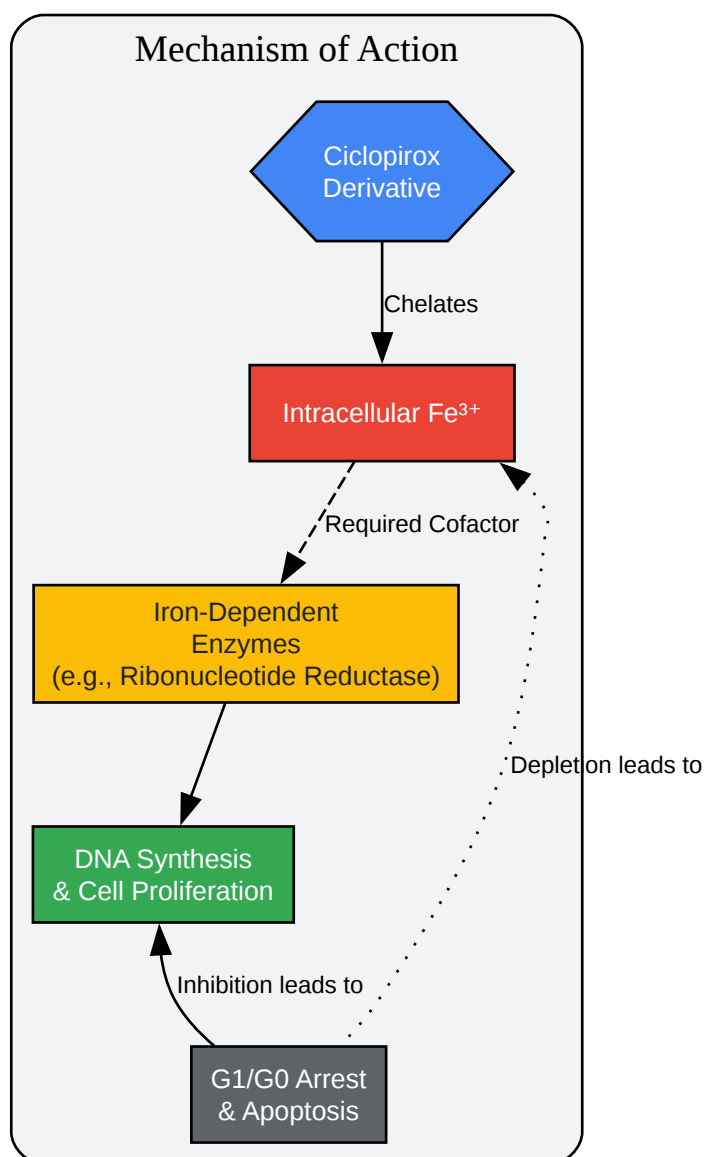 Mechanism of Action
Ciclopirox
Derivative
Chelates
Intracellular Fe³⁺
Required Cofactor
Iron-Dependent
Enzymes
(e.g., Ribonucleotide Reductase)
Depletion leads to
DNA Synthesis
& Cell Proliferation
Inhibition leads to
G1/G0 Arrest
& Apoptosis